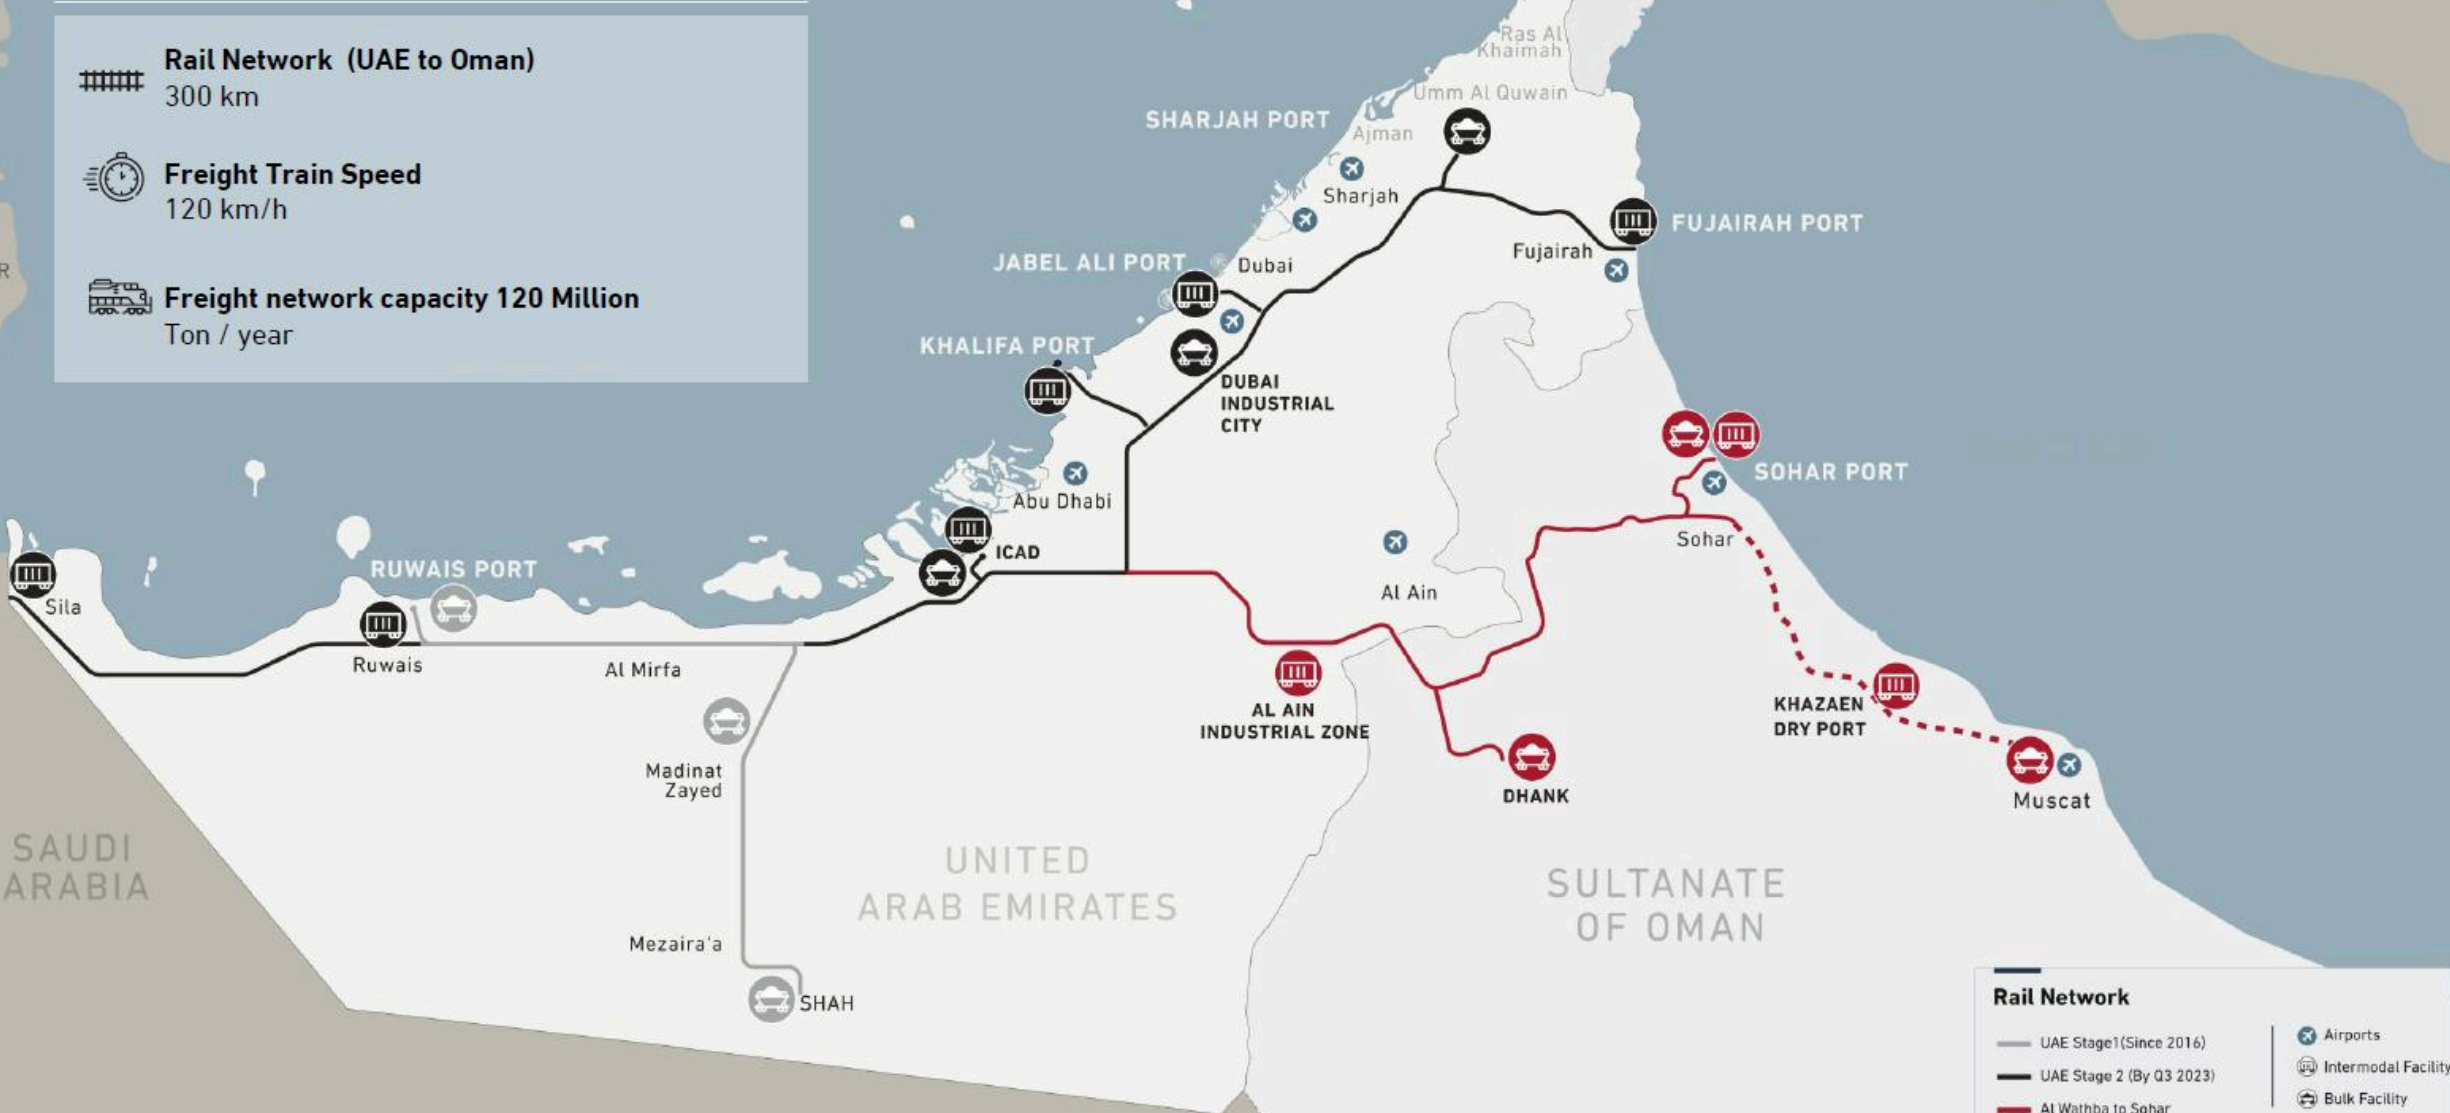 Rail Network (UAE to Oman)
300 km
Freight Train Speed
120 km/h
Freight network capacity 120 Million
Ton / year
Ras Al
Khaimah
Umm Al Quwain
SHARJAH PORT
Ajman
Sharjah
FUJAIRAH PORT
Fujairah
JABEL ALI PORT
Dubai
R
KHALIFA PORT
DUBAI
INDUSTRIAL
CITY
SOHAR PORT
Abu Dhabi
Sohar
ICAD
RUWAIS PORT
Al Ain
Sila
Ruwais
Al Mirfa
AL AIN
INDUSTRIAL ZONE
KHAZAEN
DRY PORT
Madinat
Zayed
DHANK
Muscat
SAUDI
ARABIA
UNITED
ARAB EMIRATES
SULTANATE
OF OMAN
Mezaira'a
SHAH
Rail Network
UAE Stage1(Since 2016)
UAE Stage 2 (By Q3 2023)
Al Wathba to Sohar
Airports
Intermodal Facility
Bulk Facility